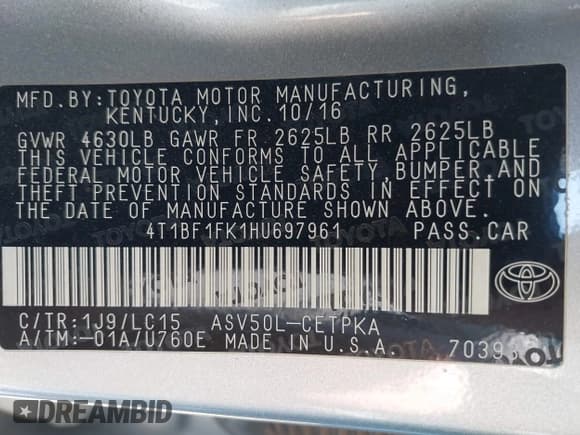 MFD.BY:TOYOTA MOTOR MANUFACTURING,
KENTUCKY, INC. 10/16
GVWR 4630LB GAWR FR 2625LB RR 2625LB
THIS VEHICLE CONFORMS TO ALL APPLICABLE
FEDERAL MOTOR VEHICLE SAFETY, BUMPER, AND
THEFT PREVENTION STANDARDS IN EFFECT ON
THE DATE OF MANUFACTURE SHOWN ABOVE.
4T1BF1FK1HU697961 PASS.CAR
C/TR:1J9/LC15 ASV50L-CETPKA
A/TM:-01A/U760E MADE IN U.S.A. 7039
TOYOTA
DREAMBID